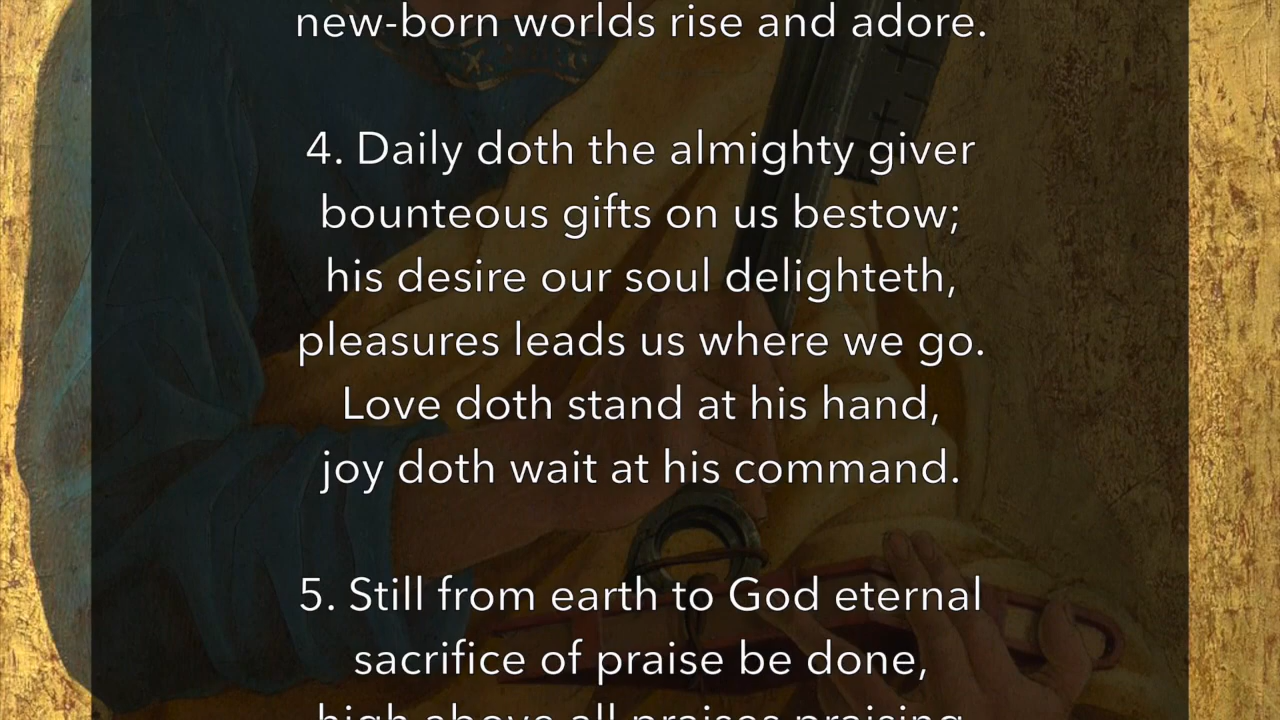 new-born worlds rise and adore.
4. Daily doth the almighty giver
bounteous gifts on us bestow;
his desire our soul delighteth,
pleasures leads us where we go.
Love doth stand at his hand,
joy doth wait at his command.
5. Still from earth to God eternal
sacrifice of praise be done,
high above all praises praising